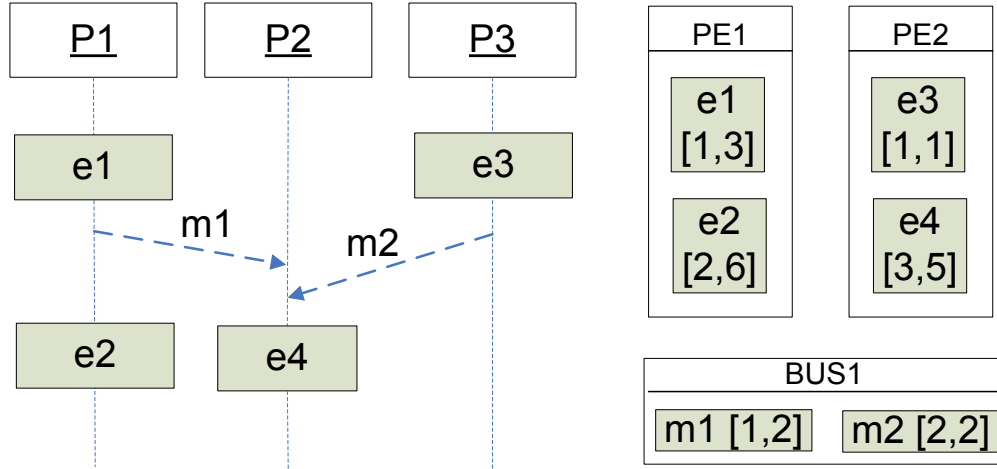 P1
P2
P3
e1
e3
m1
m2
e2
e4
PE1
e1
[1,3]
e2
[2,6]
PE2
e3
[1,1]
e4
[3,5]
BUS1
m1 [1,2]
m2 [2,2]